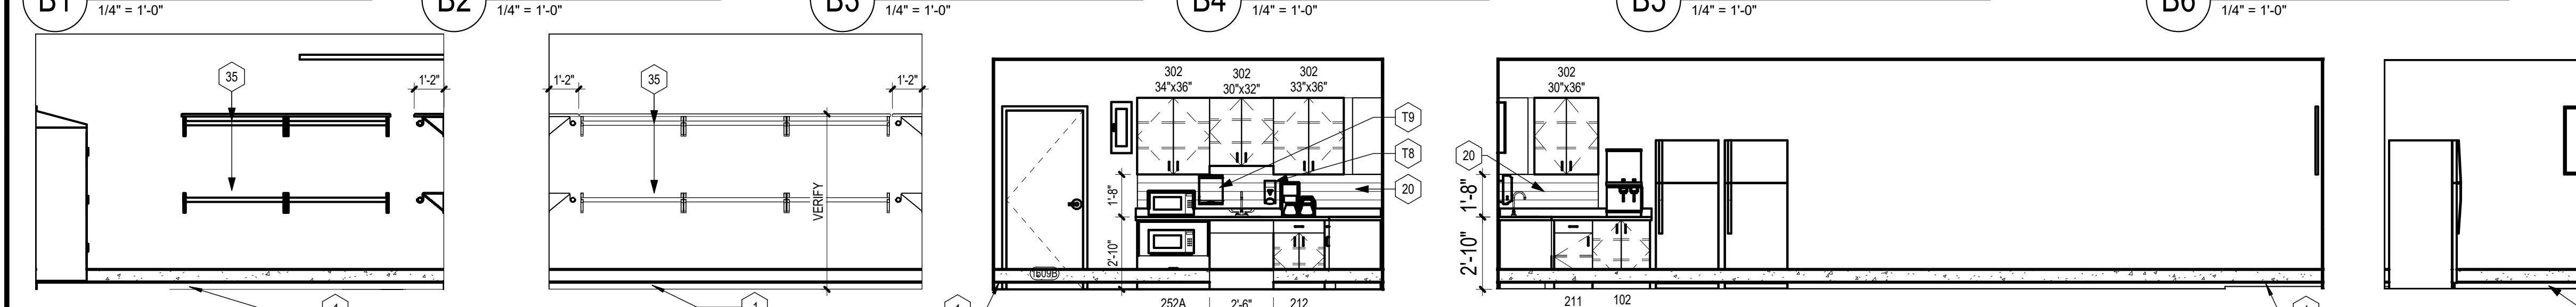 B1
1/4" = 1'-0"
B2
1/4" = 1'-0"
B3
1/4" = 1'-0"
B4
1/4" = 1'-0"
B5
1/4" = 1'-0"
B6
1/4" = 1'-0"
35
1'-2"
1'-2"
35
1'-2"
VERIFY
302
34"x36"
302
30"x32"
302
33"x36"
T9
T8
20
1'-8"
2'-10"
1609B
252A
2'-6"
212
302
30"x36"
20
1'-8"
2'-10"
211
102
1